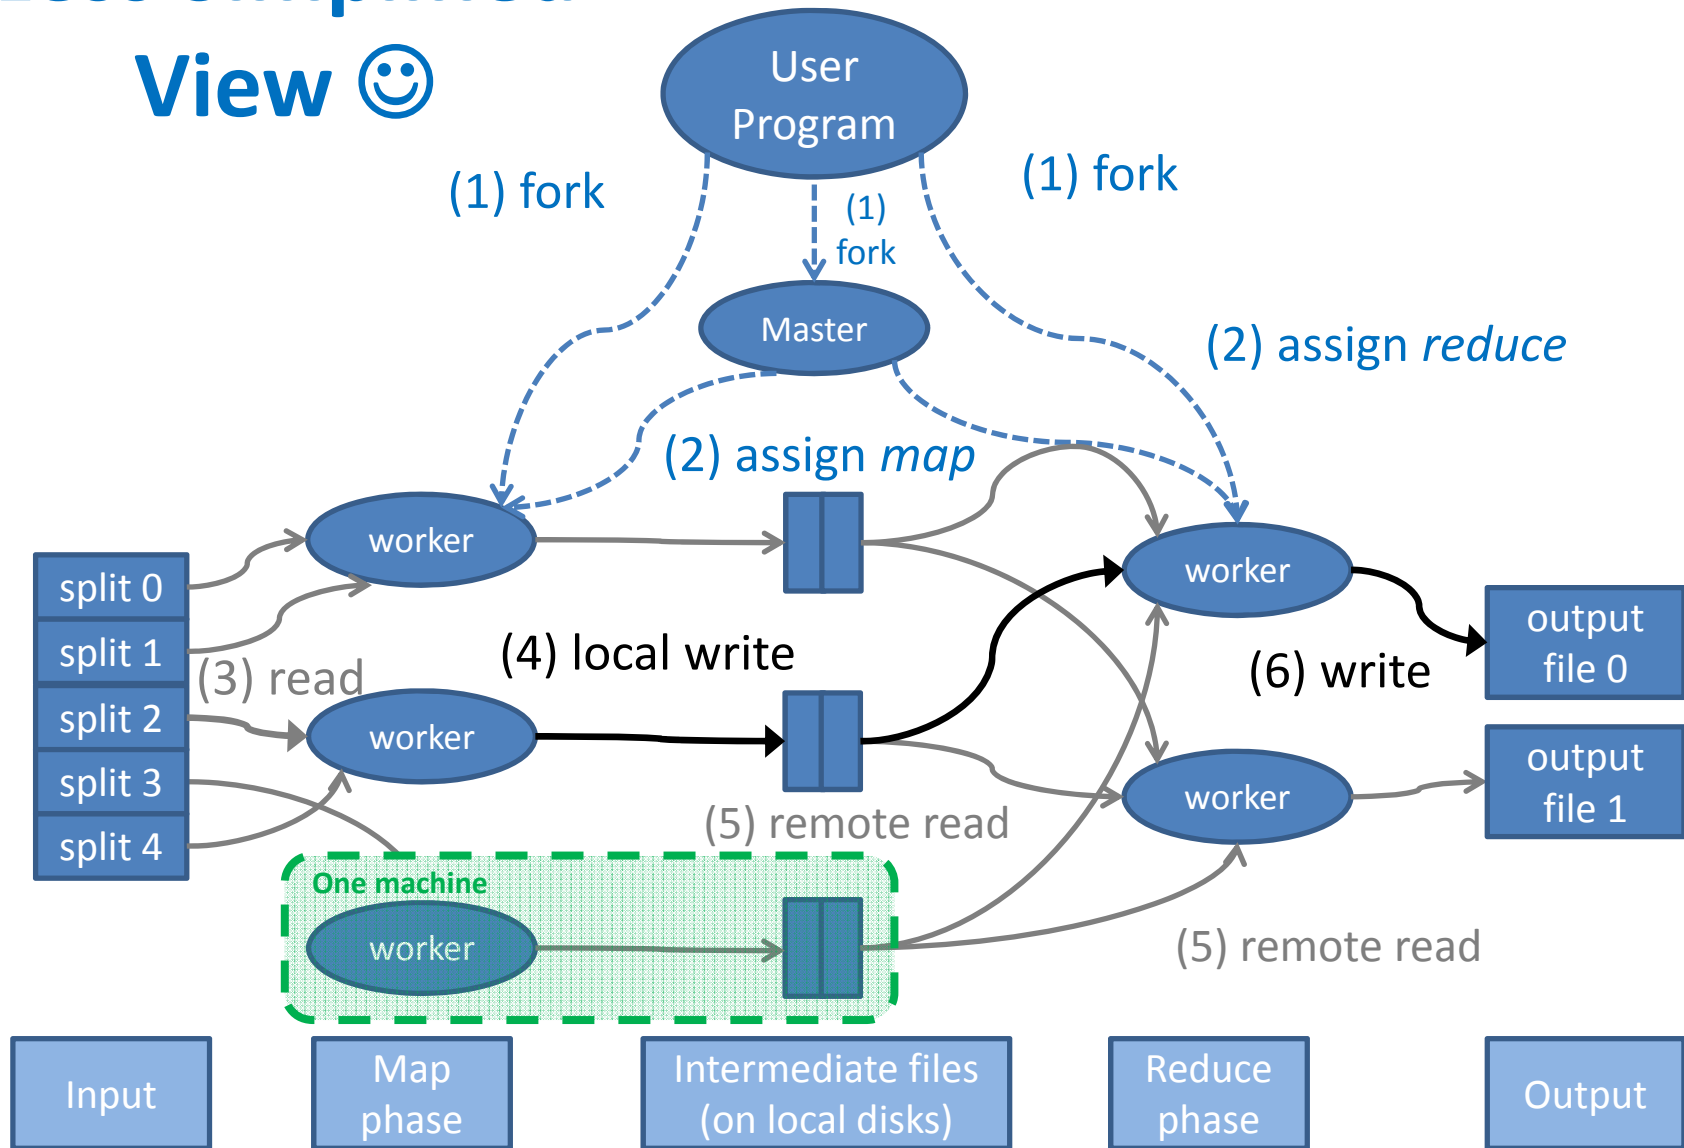 View ☺
User
Program
(1) fork
(1)
fork
(1) fork
Master
(2) assign reduce
(2) assign map
worker
worker
split 0
split 1
split 2
split 3
split 4
(3) read
(4) local write
(6) write
output
file 0
worker
worker
output
file 1
(5) remote read
One machine
worker
(5) remote read
Input
Map
phase
Intermediate files
(on local disks)
Reduce
phase
Output